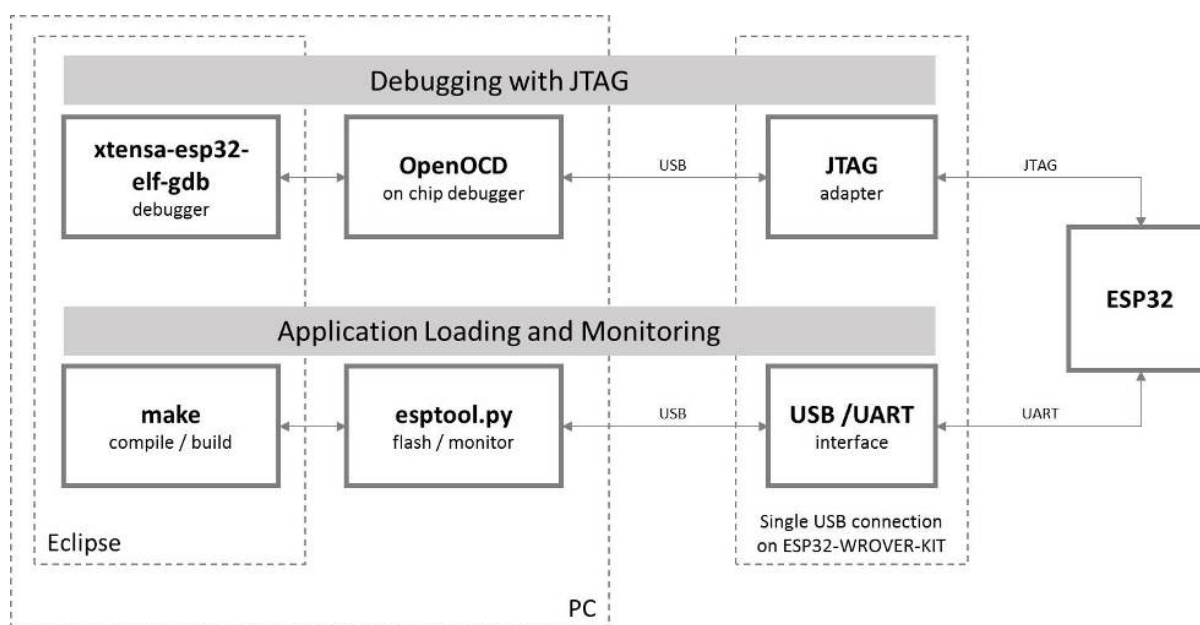 Debugging with JTAG
xtensa-esp32-
elf-gdb
debugger
OpenOCD
on chip debugger
USB
JTAG
adapter
JTAG
ESP32
Application Loading and Monitoring
make
compile / build
esptool.py
flash / monitor
USB
USB /UART
interface
UART
Eclipse
Single USB connection
on ESP32-WROVER-KIT
PC